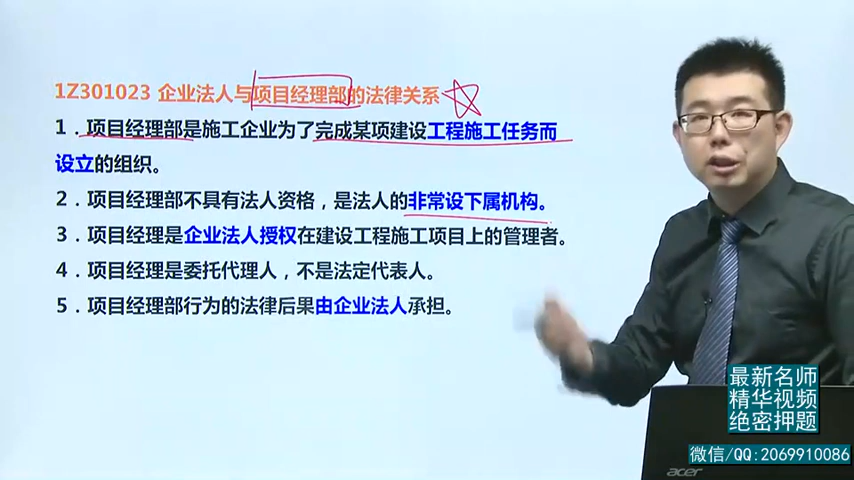 1Z301023 企业法人与项目经理部的法律关系
1．项目经理部是施工企业为了完成某项建设工程施工任务而
设立的组织。
2．项目经理部不具有法人资格，是法人的非常设下属机构。
3．项目经理是企业法人授权在建设工程施工项目上的管理者。
4．项目经理是委托代理人，不是法定代表人。
5．项目经理部行为的法律后果由企业法人承担。
最新名师
精华视频
绝密押题
微信/QQ:2069910086
acer